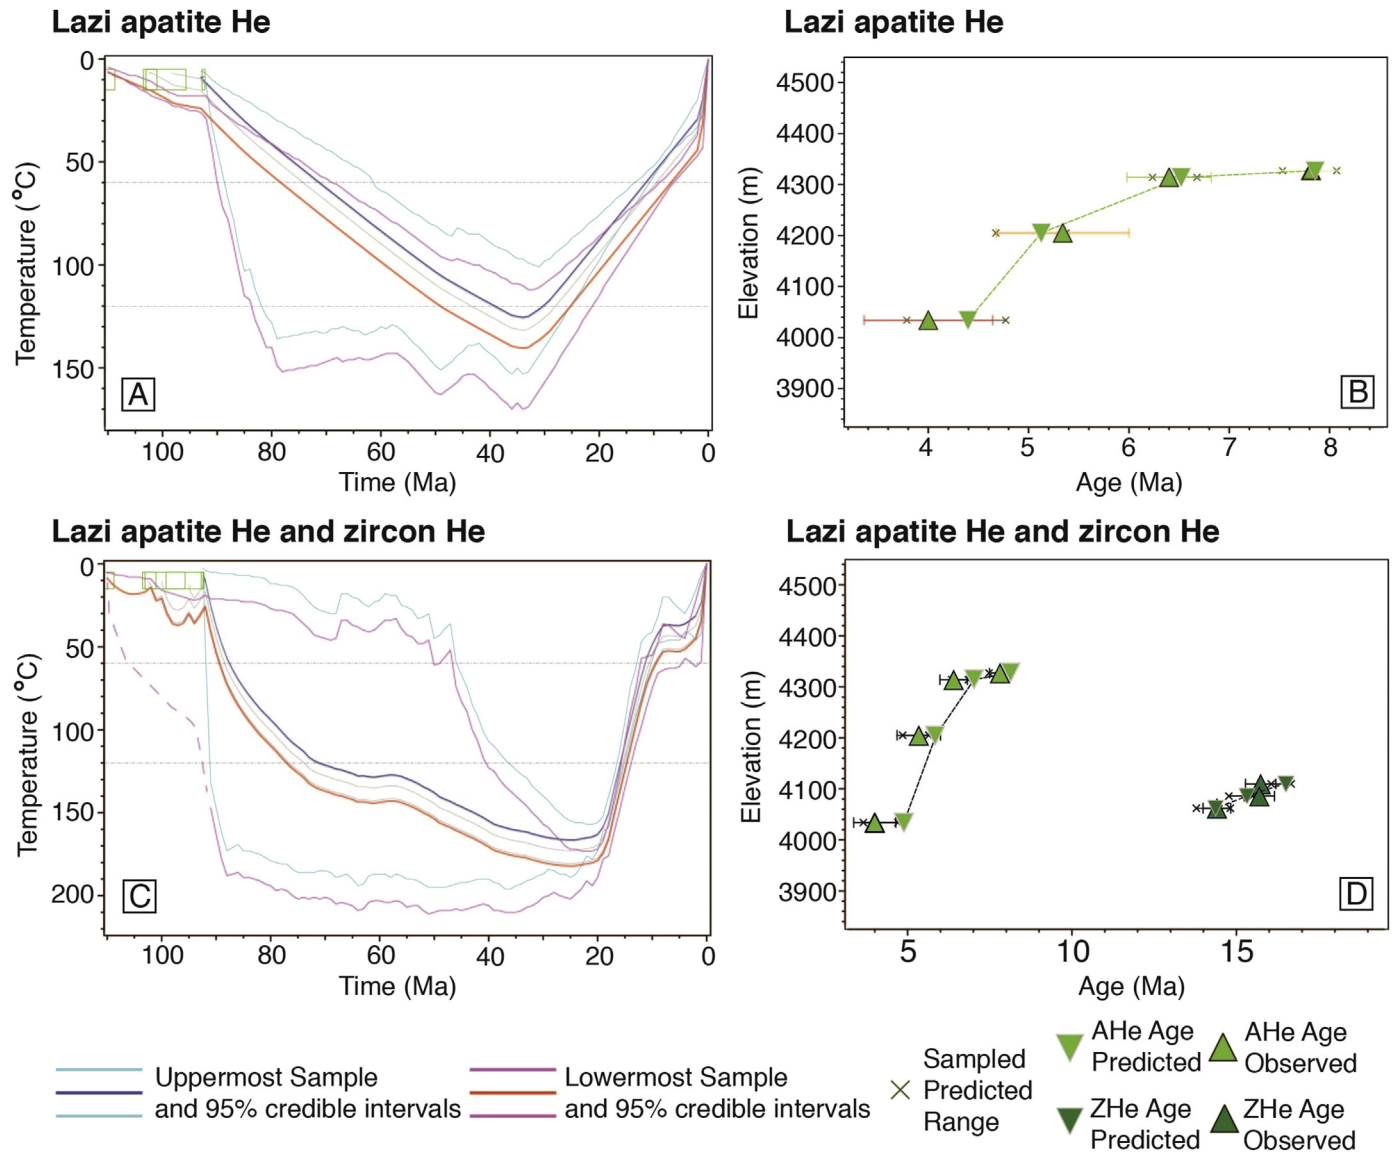 Lazi apatite He
0
50
100
150
Temperature (°C)
A
100
80
60
40
20
0
Time (Ma)
Lazi apatite He
4500
4400
4300
4200
4100
4000
3900
Elevation (m)
B
4
5
6
7
8
Age (Ma)
Lazi apatite He and zircon He
0
50
100
150
200
Temperature (°C)
C
100
80
60
40
20
0
Time (Ma)
Lazi apatite He and zircon He
4500
4400
4300
4200
4100
4000
3900
Elevation (m)
D
5
10
15
Age (Ma)
Uppermost Sample
and 95% credible intervals
Lowermost Sample
and 95% credible intervals
Sampled
Predicted
Range
AHe Age
Predicted
AHe Age
Observed
ZHe Age
Predicted
ZHe Age
Observed